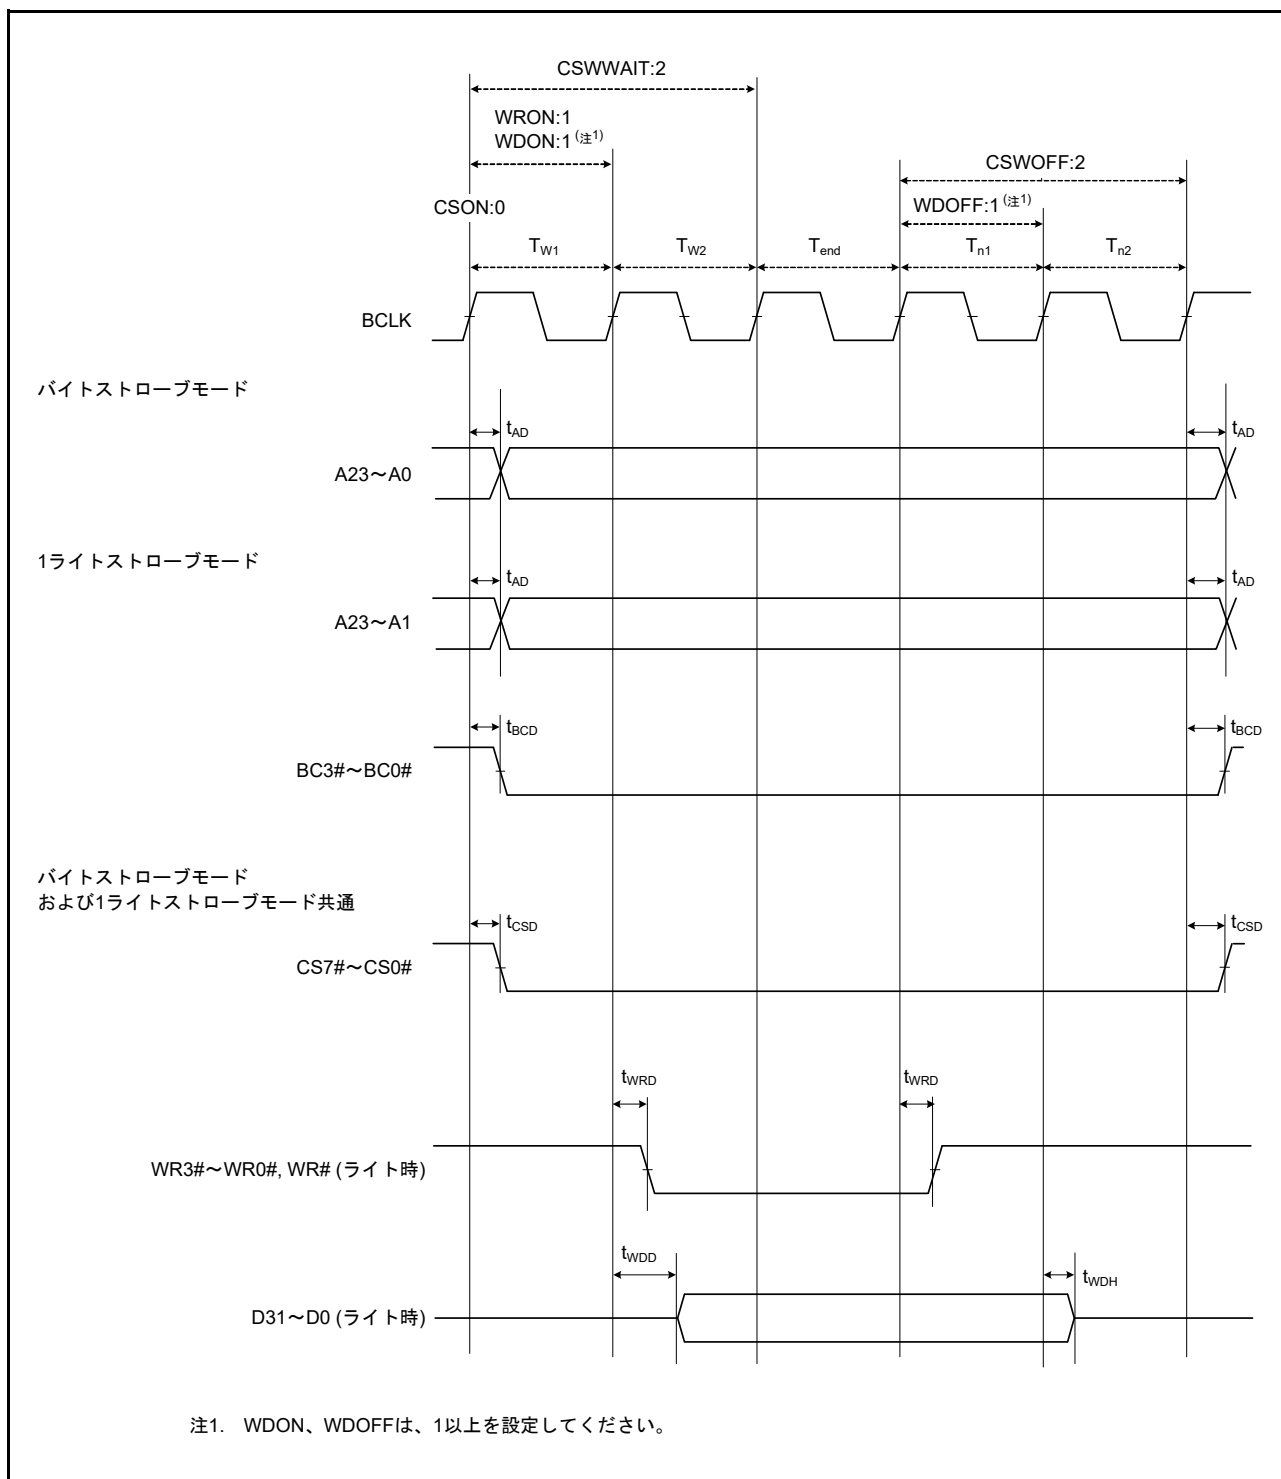 CSWWAIT:2
WRON:1
WDON:1 (注1)
CSWOFF:2
WDOFF:1 (注1)
CSON:0
TW1 TW2 Tend Tn1 Tn2
BCLK
バイトストローブモード
tAD tAD
A23～A0
1ライトストローブモード
tAD tAD
A23～A1
tBCD tBCD
BC3#～BC0#
バイトストローブモード
および1ライトストローブモード共通
tCSD tCSD
CS7#～CS0#
tWRD tWRD
WR3#～WR0#, WR# (ライト時)
tWDD tWDH
D31～D0 (ライト時)
注1. WDON、WDOFFは、1以上を設定してください。